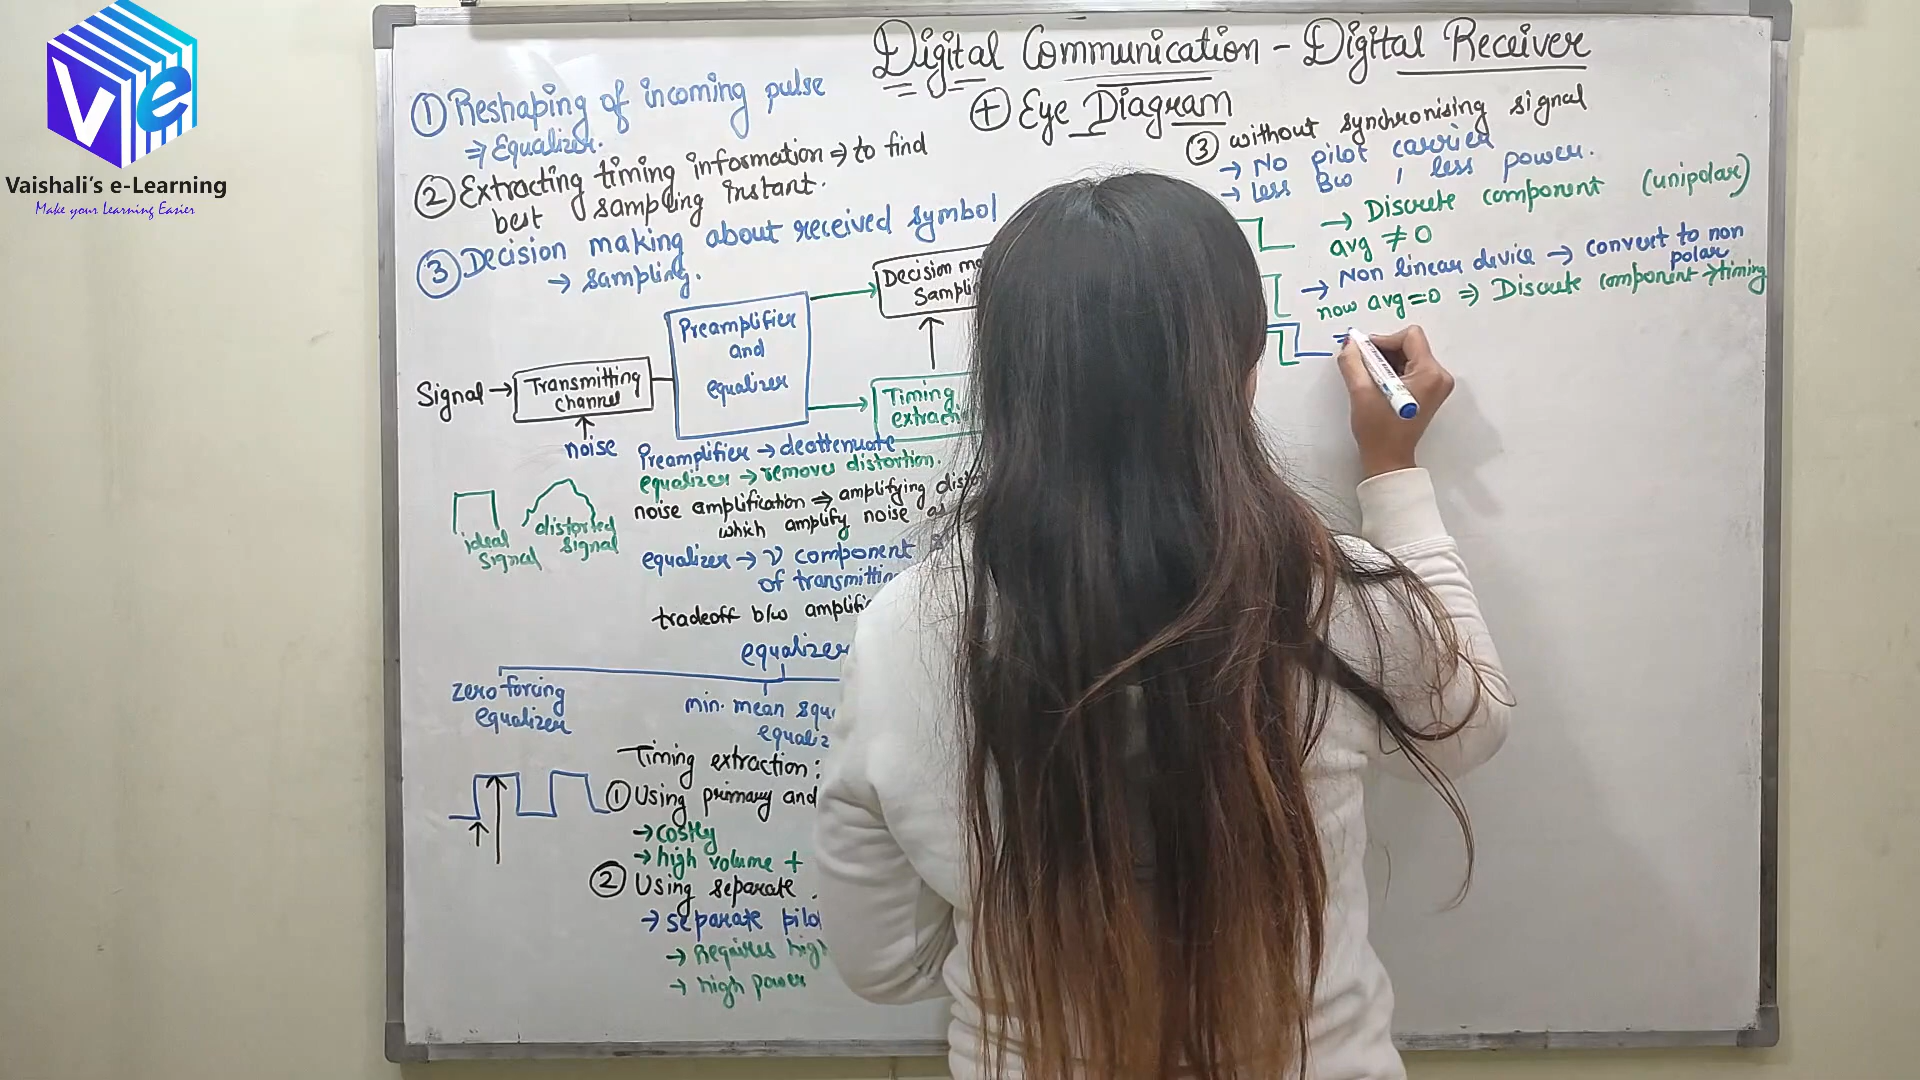 Ve
Vaishali's e-Learning
Make your Learning Easier
Digital Communication - Digital Receiver
+ Eye Diagram
① Reshaping of incoming pulse
⇒ Equalizer.
② Extracting timing information ⇒ to find
best sampling instant.
③ Decision making about received symbol
→ sampling.
Signal →
Transmitting
channel
noise
Preamplifier
and
equalizer
Decision
Timing
Preamplifier → deattenuate
equalizer → removes distortion.
noise amplification ⇒ amplifying
which amplify noise
equalizer → ν component
of
tradeoff b/w
ideal
signal
distorted
signal
equalizer
zero forcing
equalizer
min. mean
Timing extraction:
① Using primary and
→ costly
→ high volume +
② Using separate
→ separate
→ Requires
→ high power
③ without synchronising signal
→ No pilot carrier
→ Less BW , less power.
→ Discrete component (unipolar)
avg ≠ 0
→ Non linear device → convert to non
polar
now avg=0 ⇒ Discrete component → timing